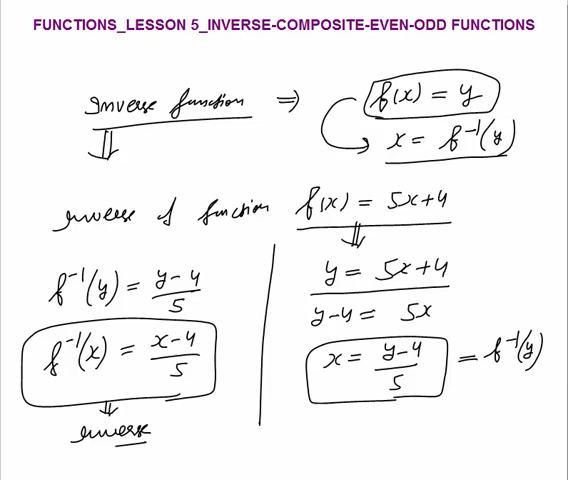 FUNCTIONS_LESSON 5_INVERSE-COMPOSITE-EVEN-ODD FUNCTIONS
Inverse function ⇒ f(x) = y
x = f⁻¹(y)
inverse of function f(x) = 5x+4
y = 5x+4
y-4 = 5x
x = y-4/5 = f⁻¹(y)
f⁻¹(y) = y-4/5
f⁻¹(x) = x-4/5
inverse